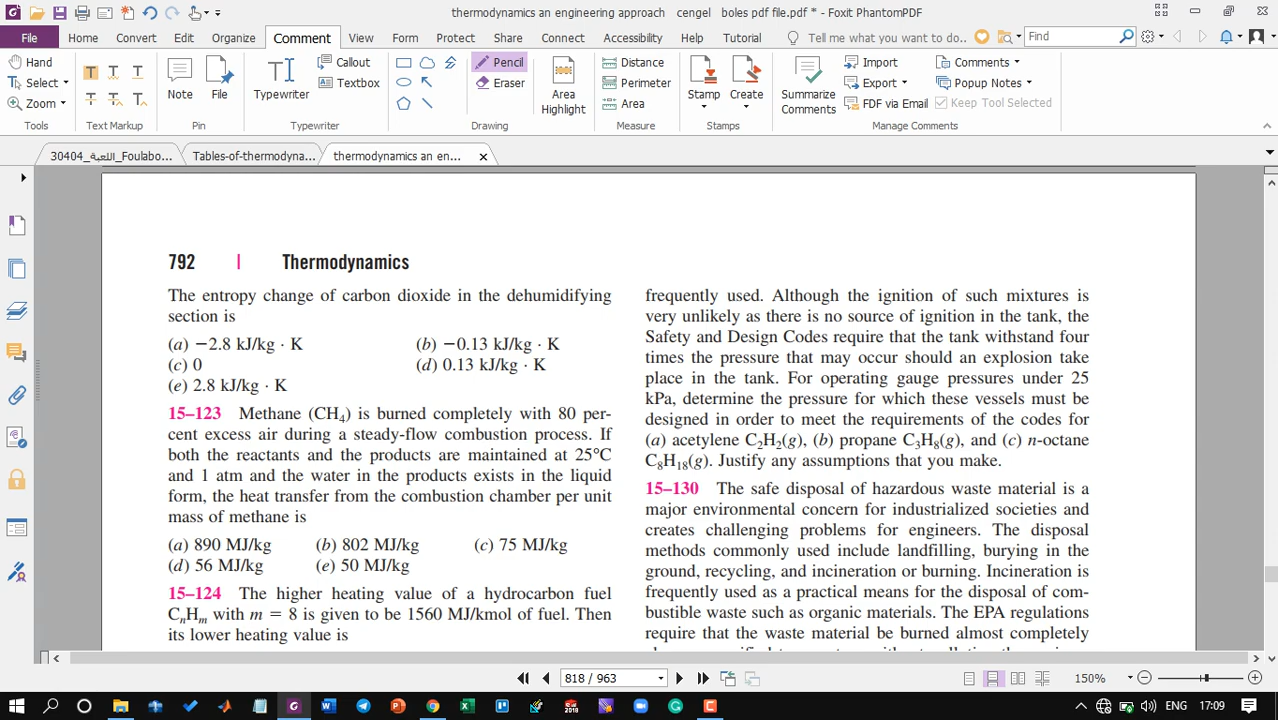 thermodynamics an engineering approach cengel boles pdf file.pdf * - Foxit PhantomPDF
File Home Convert Edit Organize Comment View Form Protect Share Connect Accessibility Help Tutorial Tell me what you want to do.. Find
Hand
Select
Zoom
Tools
Text Markup
Note
File
Pin
Typewriter
Callout
Textbox
Typewriter
Pencil
Eraser
Drawing
Area
Highlight
Distance
Perimeter
Area
Measure
Stamp
Create
Stamps
Summarize
Comments
Import
Export
FDF via Email
Comments
Popup Notes
Keep Tool Selected
Manage Comments
30404_اللعبة_Foulabo... Tables-of-thermodyna... thermodynamics an en...
792 | Thermodynamics
The entropy change of carbon dioxide in the dehumidifying
section is
(a) −2.8 kJ/kg · K (b) −0.13 kJ/kg · K
(c) 0 (d) 0.13 kJ/kg · K
(e) 2.8 kJ/kg · K
15–123 Methane (CH4) is burned completely with 80 per-
cent excess air during a steady-flow combustion process. If
both the reactants and the products are maintained at 25°C
and 1 atm and the water in the products exists in the liquid
form, the heat transfer from the combustion chamber per unit
mass of methane is
(a) 890 MJ/kg (b) 802 MJ/kg (c) 75 MJ/kg
(d) 56 MJ/kg (e) 50 MJ/kg
15–124 The higher heating value of a hydrocarbon fuel
CnHm with m = 8 is given to be 1560 MJ/kmol of fuel. Then
its lower heating value is
frequently used. Although the ignition of such mixtures is
very unlikely as there is no source of ignition in the tank, the
Safety and Design Codes require that the tank withstand four
times the pressure that may occur should an explosion take
place in the tank. For operating gauge pressures under 25
kPa, determine the pressure for which these vessels must be
designed in order to meet the requirements of the codes for
(a) acetylene C2H2(g), (b) propane C3H8(g), and (c) n-octane
C8H18(g). Justify any assumptions that you make.
15–130 The safe disposal of hazardous waste material is a
major environmental concern for industrialized societies and
creates challenging problems for engineers. The disposal
methods commonly used include landfilling, burying in the
ground, recycling, and incineration or burning. Incineration is
frequently used as a practical means for the disposal of com-
bustible waste such as organic materials. The EPA regulations
require that the waste material be burned almost completely
818 / 963
150%
ENG 17:09